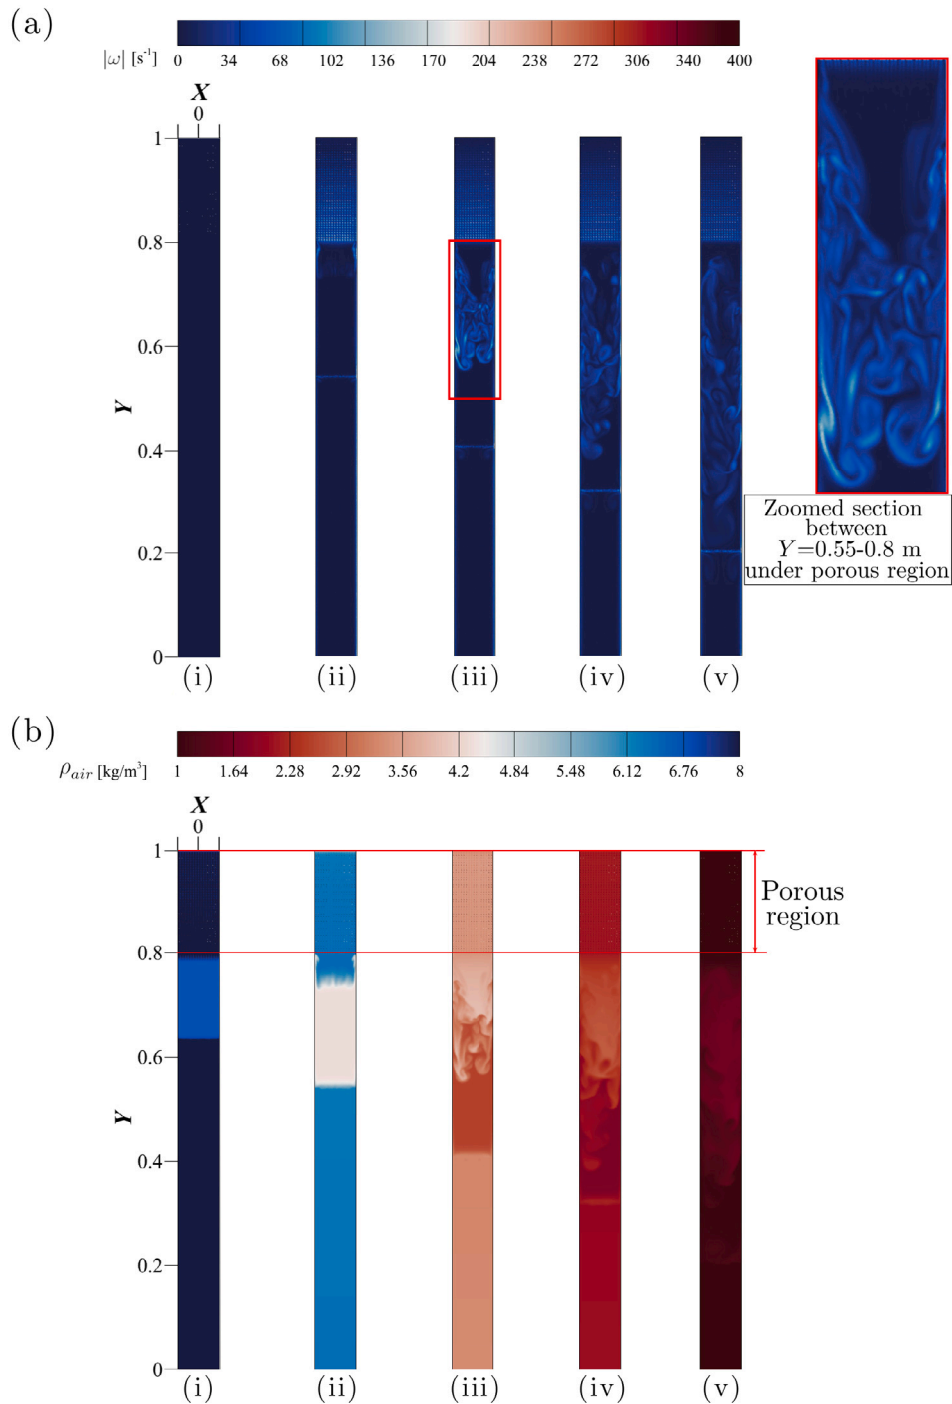 (a)
|ω| [s⁻¹] 0 34 68 102 136 170 204 238 272 306 340 400
X
0
1
0.8
0.6
Y
0.4
0.2
0
(i) (ii) (iii) (iv) (v)
Zoomed section
between
Y=0.55-0.8 m
under porous region
(b)
ρair [kg/m³] 1 1.64 2.28 2.92 3.56 4.2 4.84 5.48 6.12 6.76 8
X
0
1
Porous
region
0.8
0.6
Y
0.4
0.2
0
(i) (ii) (iii) (iv) (v)